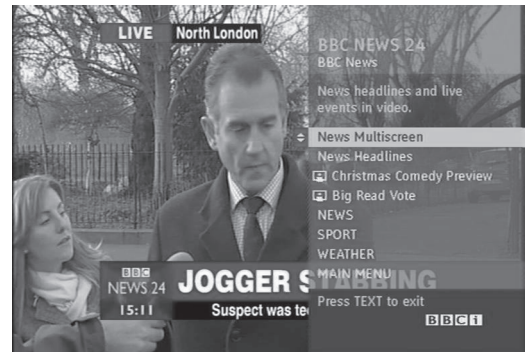 LIVE North London
BBC NEWS 24
BBC News
News headlines and live
events in video.
News Multiscreen
News Headlines
Christmas Comedy Preview
Big Read Vote
NEWS
SPORT
WEATHER
MAIN MENU
Press TEXT to exit
BBCi
BBC
NEWS 24
15:11
JOGGER STABBING
Suspect was